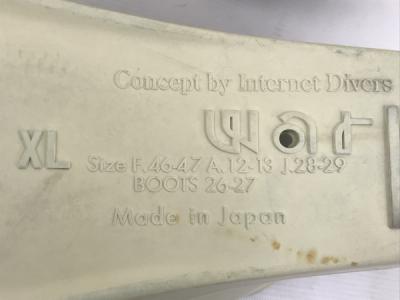 Concept by Internet Divers
XL
Size F.46-47 A.12-13 J.28-29
BOOTS 26-27
Made in Japan